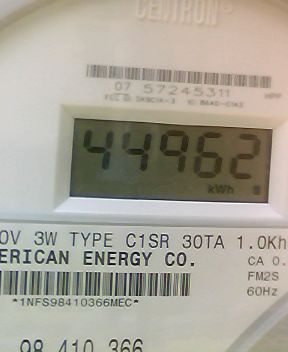 CENTRON®
07 57245311
44962
kWh
0V 3W TYPE C1SR 30TA 1.0Kh
ERICAN ENERGY CO. CA 0.
FM2S
*1NFS98410366MEC* 60Hz
98 410 366